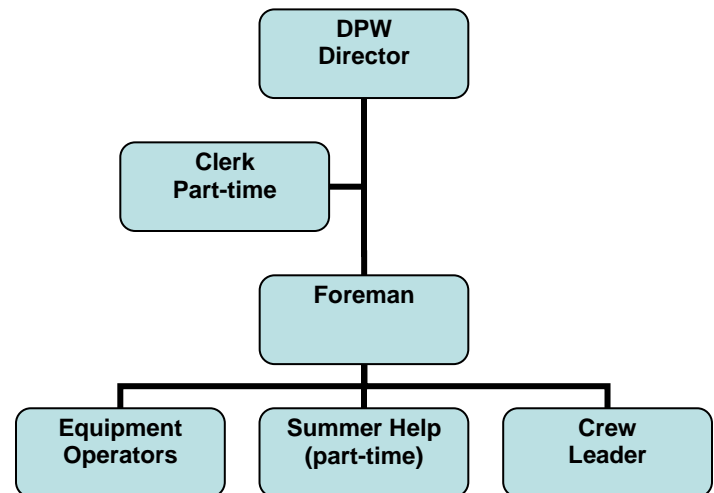 DPW
Director
Clerk
Part-time
Foreman
Equipment
Operators
Summer Help
(part-time)
Crew
Leader